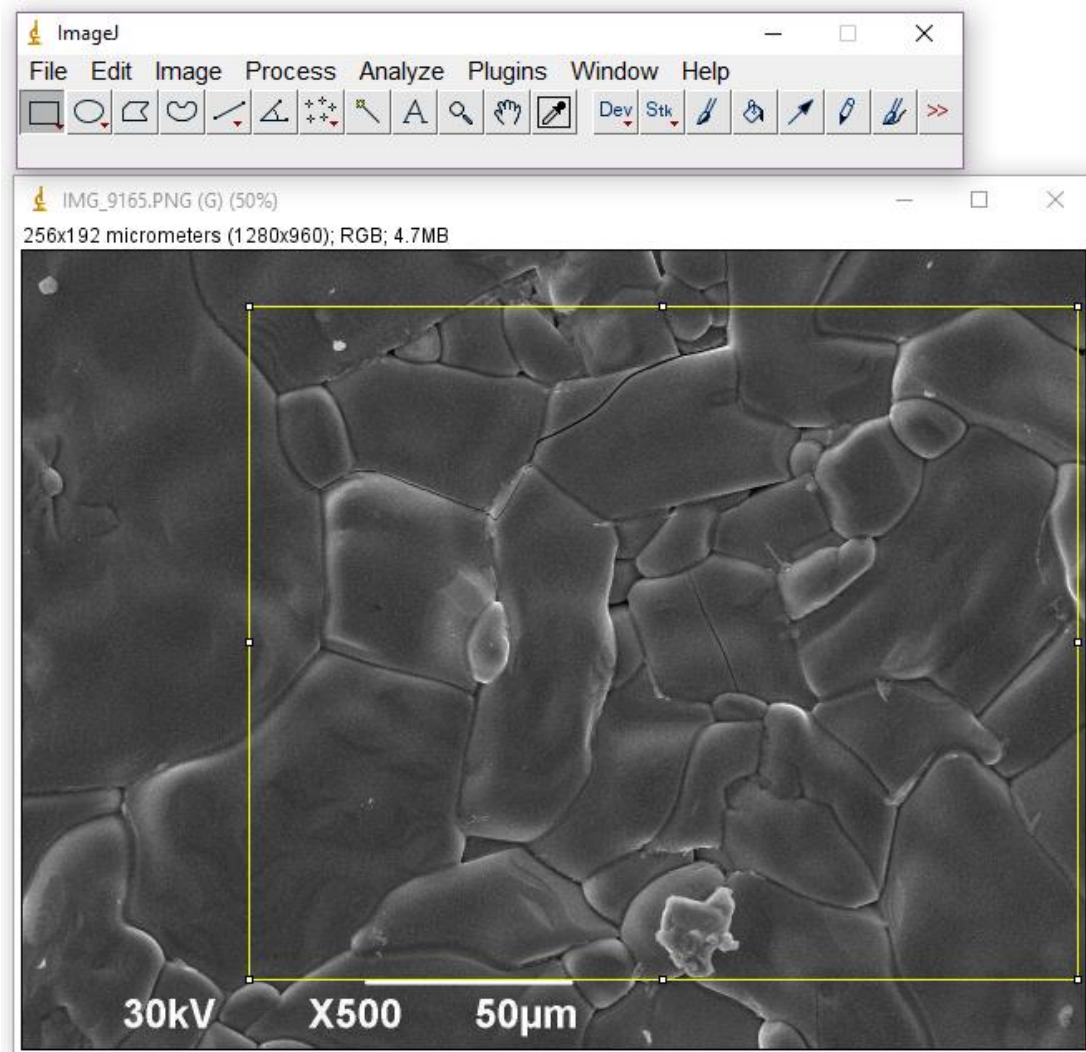 ImageJ
File Edit Image Process Analyze Plugins Window Help
A Dev Stk >>
IMG_9165.PNG (G) (50%)
256x192 micrometers (1280x960); RGB; 4.7MB
30kV X500 50µm